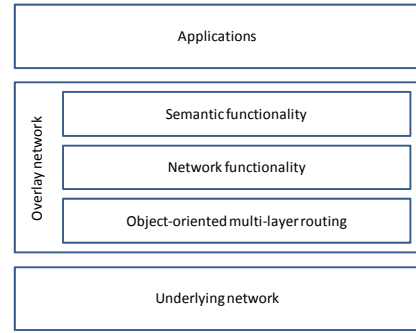 Applications
Overlay network
Semantic functionality
Network functionality
Object-oriented multi-layer routing
Underlying network